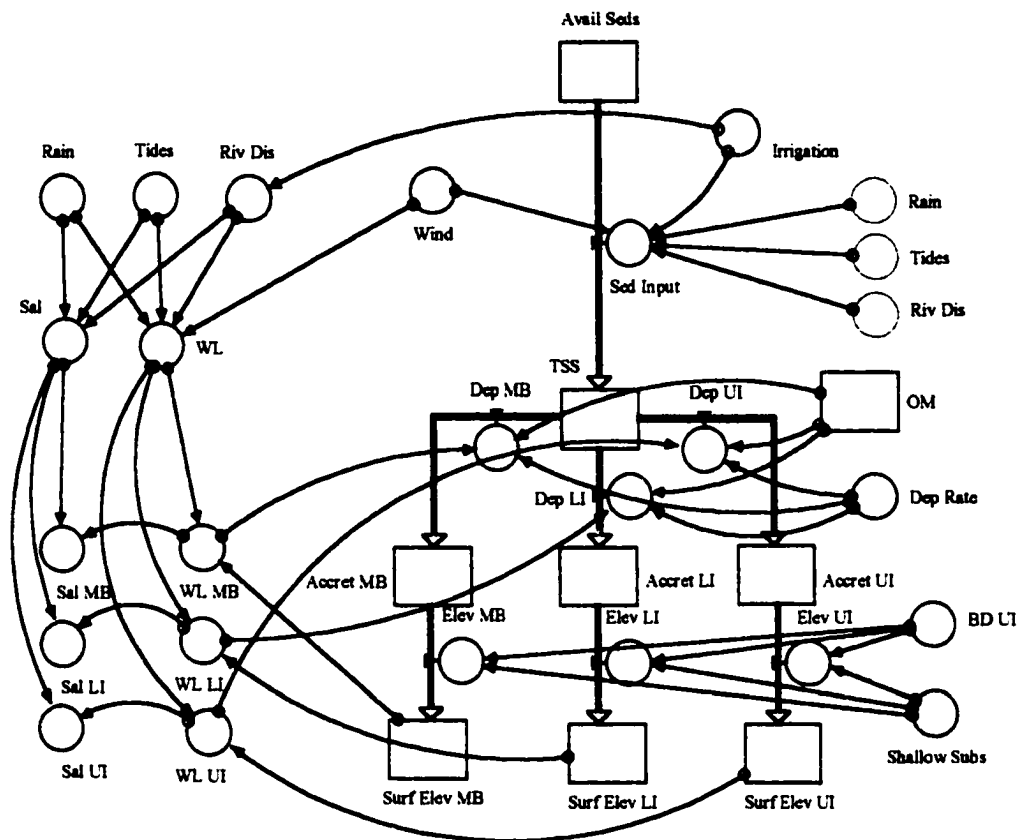 Avail Seds
Rain
Tides
Riv Dis
Irrigation
Wind
Rain
Tides
Sed Input
Riv Dis
Sal
WL
TSS
Dep MB
Dep UI
OM
Dep LI
Dep Rate
Sal MB
WL MB
Accret MB
Accret LI
Accret UI
Elev MB
Elev LI
Elev UI
BD UI
Sal LI
WL LI
Sal UI
WL UI
Shallow Subs
Surf Elev MB
Surf Elev LI
Surf Elev UI